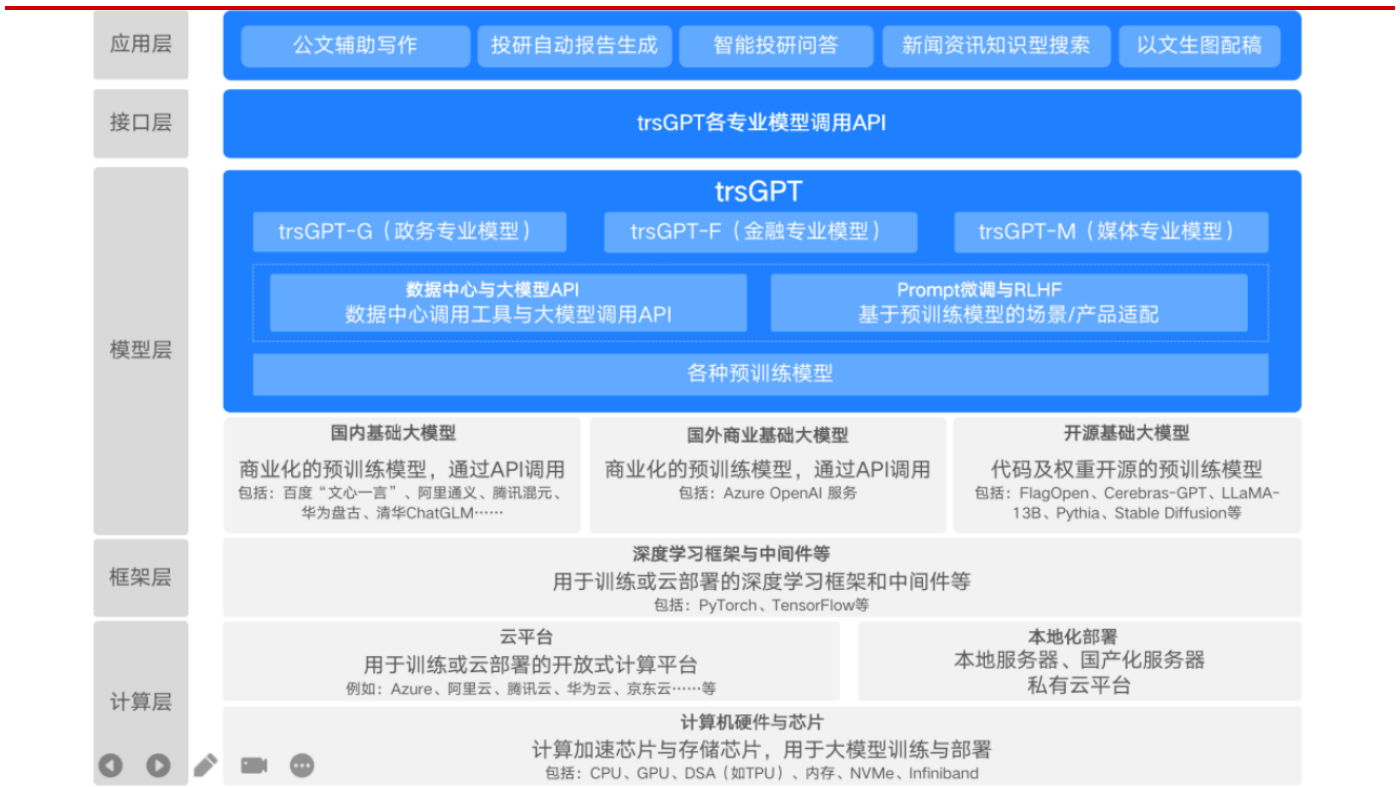 应用层
公文辅助写作
投研自动报告生成
智能投研问答
新闻资讯知识型搜索
以文生图配稿
接口层
trsGPT各专业模型调用API
模型层
trsGPT
trsGPT-G（政务专业模型）
trsGPT-F（金融专业模型）
trsGPT-M（媒体专业模型）
数据中心与大模型API
数据中心调用工具与大模型调用API
Prompt微调与RLHF
基于预训练模型的场景/产品适配
各种预训练模型
国内基础大模型
商业化的预训练模型，通过API调用
包括：百度“文心一言”、阿里通义、腾讯混元、
华为盘古、清华ChatGLM……
国外商业基础大模型
商业化的预训练模型，通过API调用
包括：Azure OpenAI 服务
开源基础大模型
代码及权重开源的预训练模型
包括：FlagOpen、Cerebras-GPT、LLaMA-
13B、Pythia、Stable Diffusion等
框架层
深度学习框架与中间件等
用于训练或云部署的深度学习框架和中间件等
包括：PyTorch、TensorFlow等
计算层
云平台
用于训练或云部署的开放式计算平台
例如：Azure、阿里云、腾讯云、华为云、京东云……等
本地化部署
本地服务器、国产化服务器
私有云平台
计算机硬件与芯片
计算加速芯片与存储芯片，用于大模型训练与部署
包括：CPU、GPU、DSA（如TPU）、内存、NVMe、Infiniband